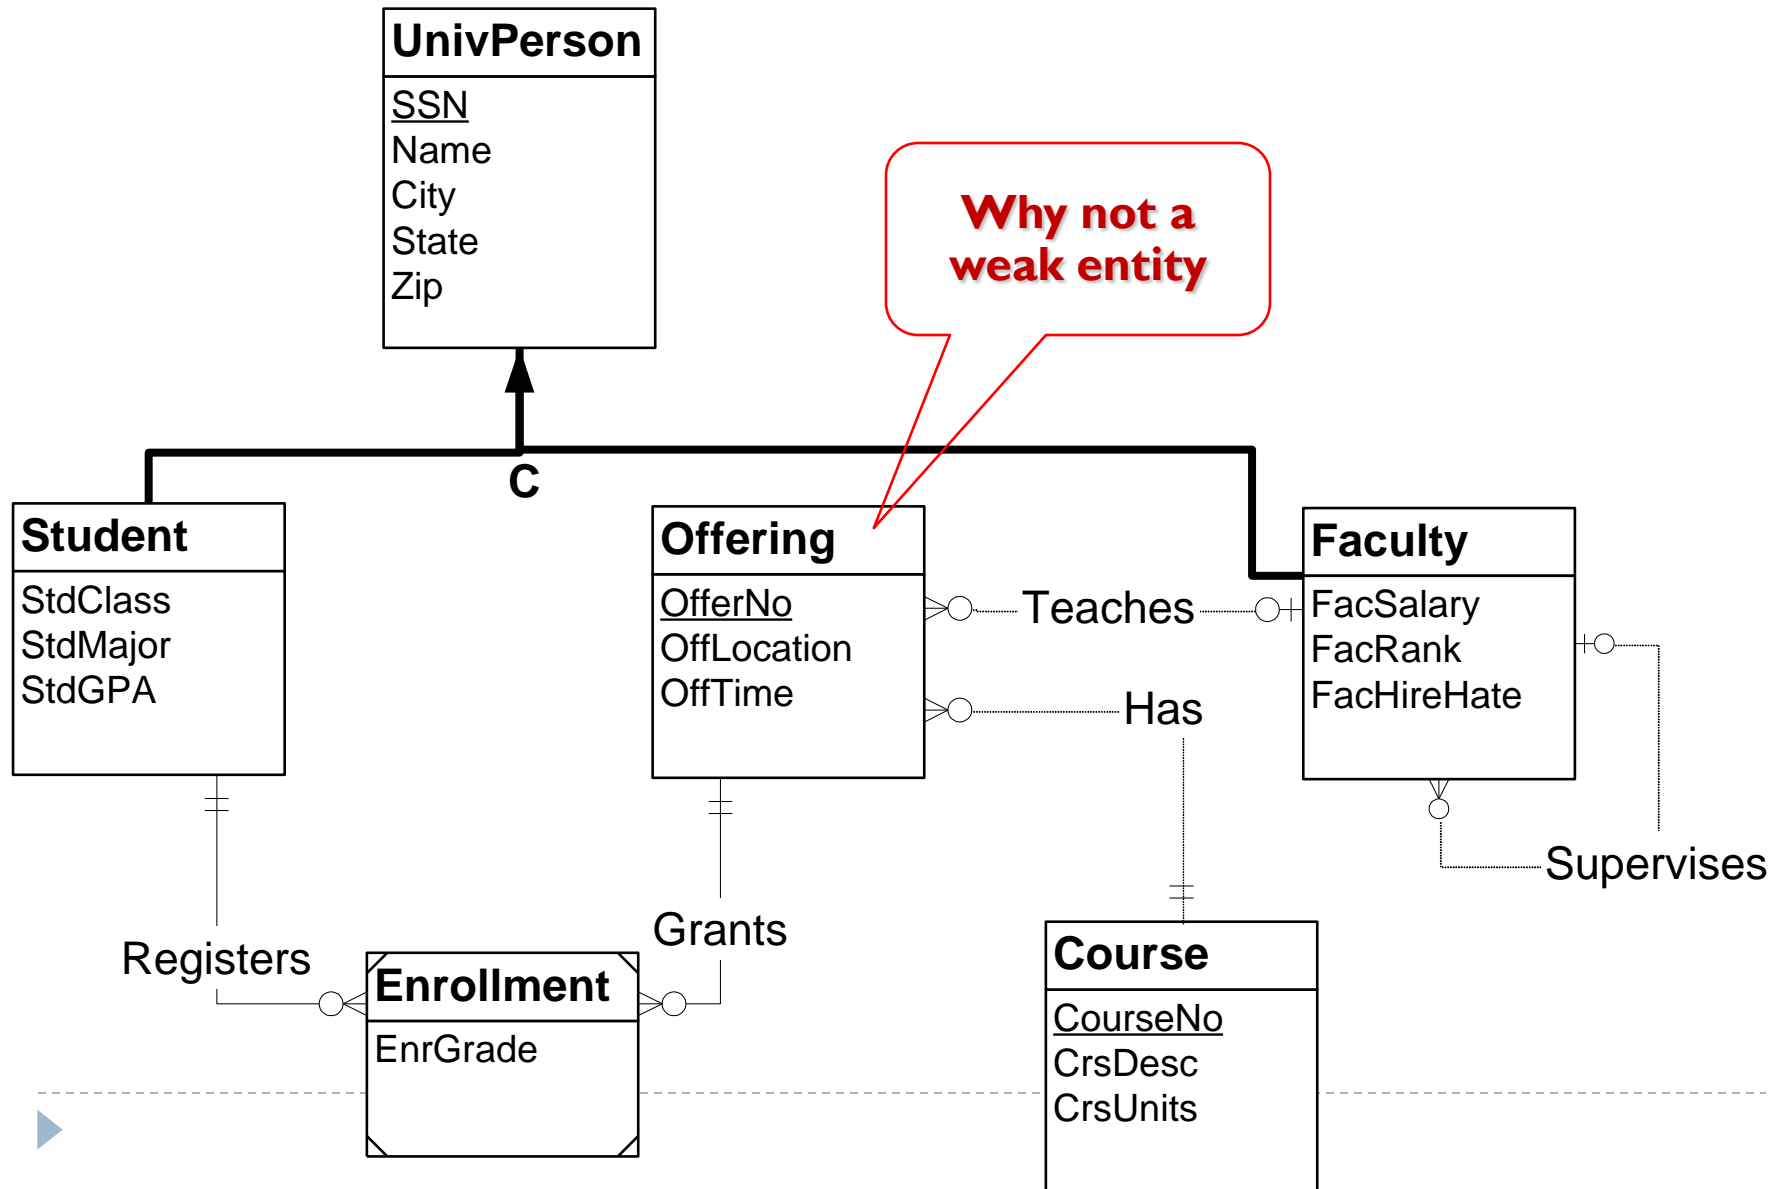 UnivPerson
SSN
Name
City
State
Zip
Why not a
weak entity
C
Student
StdClass
StdMajor
StdGPA
Offering
OfferNo
OffLocation
OffTime
Teaches
Has
Faculty
FacSalary
FacRank
FacHireHate
Supervises
Registers
Grants
Enrollment
EnrGrade
Course
CourseNo
CrsDesc
CrsUnits